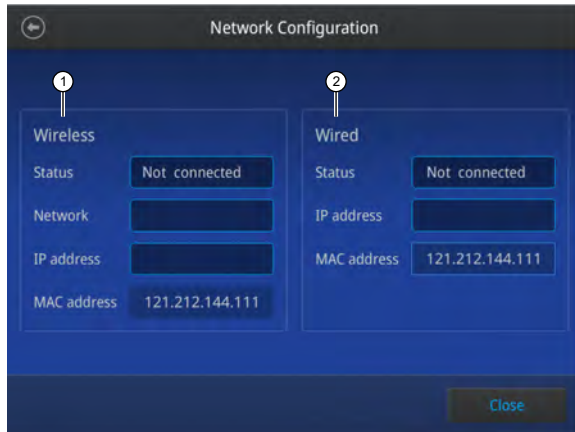 Network Configuration
1
2
Wireless
Status Not connected
Network
IP address
MAC address 121.212.144.111
Wired
Status Not connected
IP address
MAC address 121.212.144.111
Close